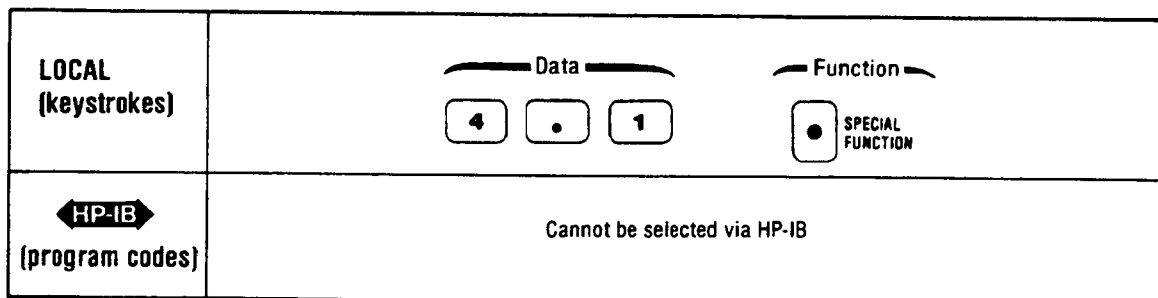 LOCAL
(keystrokes)
Data
4 . 1
Function
SPECIAL
FUNCTION
HP-IB
(program codes)
Cannot be selected via HP-IB